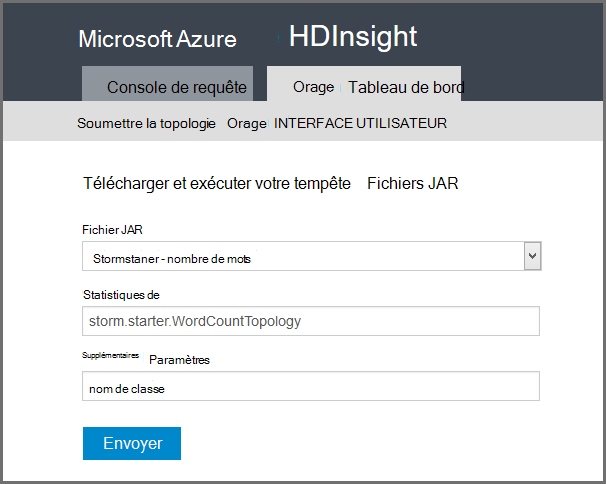 Microsoft Azure HDInsight
Console de requête Orage Tableau de bord
Soumettre la topologie Orage INTERFACE UTILISATEUR
Télécharger et exécuter votre tempête Fichiers JAR
Fichier JAR
Stormstaner - nombre de mots
Statistiques de
storm.starter.WordCountTopology
Supplémentaires Paramètres
nom de classe
Envoyer